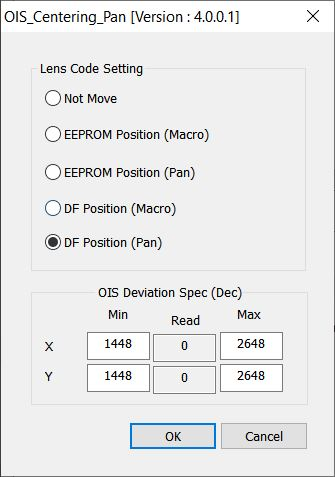 OIS_Centering_Pan [Version : 4.0.0.1]
Lens Code Setting
Not Move
EEPROM Position (Macro)
EEPROM Position (Pan)
DF Position (Macro)
DF Position (Pan)
OIS Deviation Spec (Dec)
Min Read Max
X 1448 0 2648
Y 1448 0 2648
OK Cancel